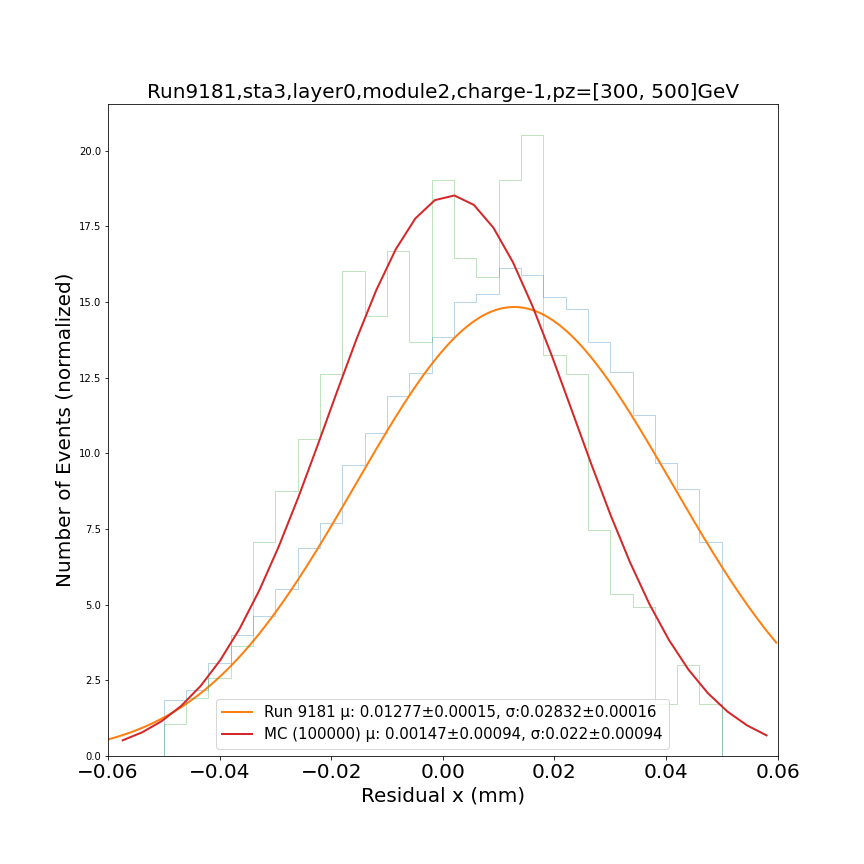 Run9181,sta3,layer0,module2,charge-1,pz=[300, 500]GeV
Number of Events (normalized)
20.0
17.5
15.0
12.5
10.0
7.5
5.0
2.5
0.0
Run 9181 μ: 0.01277±0.00015, σ:0.02832±0.00016
MC (100000) μ: 0.00147±0.00094, σ:0.022±0.00094
−0.06 −0.04 −0.02 0.00 0.02 0.04 0.06
Residual x (mm)